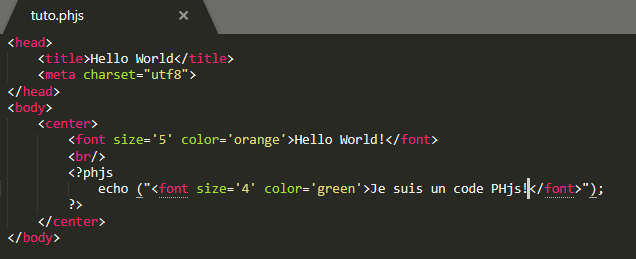 tuto.phjs ×
<head>
<title>Hello World</title>
<meta charset="utf8">
</head>
<body>
<center>
<font size='5' color='orange'>Hello World!</font>
<br/>
<?phjs
echo ("<font size='4' color='green'>Je suis un code PHjs!</font>");
?>
</center>
</body>